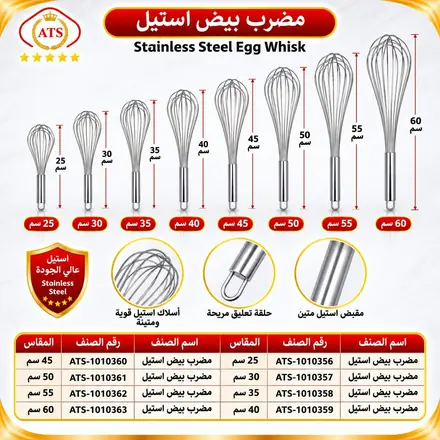 ATS
مضرب بيض استيل
Stainless Steel Egg Whisk
25 سم
30 سم
35 سم
40 سم
45 سم
50 سم
55 سم
60 سم
25 سم
30 سم
35 سم
40 سم
45 سم
50 سم
55 سم
60 سم
استيل
عالي الجودة
Stainless
Steel
أسلاك استيل قوية
ومتينة
حلقة تعليق مريحة
مقبض استيل متين
اسم الصنف رقم الصنف المقاس اسم الصنف رقم الصنف المقاس
مضرب بيض استيل ATS-1010356 25 سم مضرب بيض استيل ATS-1010360 45 سم
مضرب بيض استيل ATS-1010357 30 سم مضرب بيض استيل ATS-1010361 50 سم
مضرب بيض استيل ATS-1010358 35 سم مضرب بيض استيل ATS-1010362 55 سم
مضرب بيض استيل ATS-1010359 40 سم مضرب بيض استيل ATS-1010363 60 سم